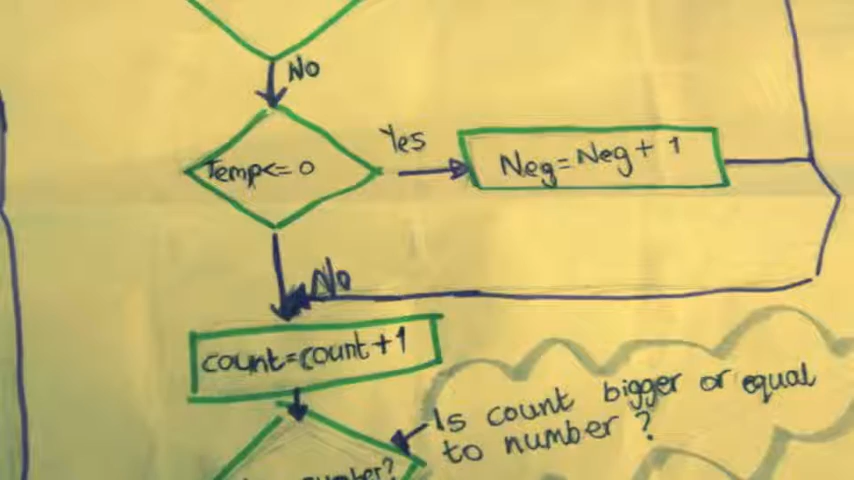 No
Temp<= 0
Yes
Neg=Neg+ 1
No
count=count+1
Is count bigger or equal
to number ?